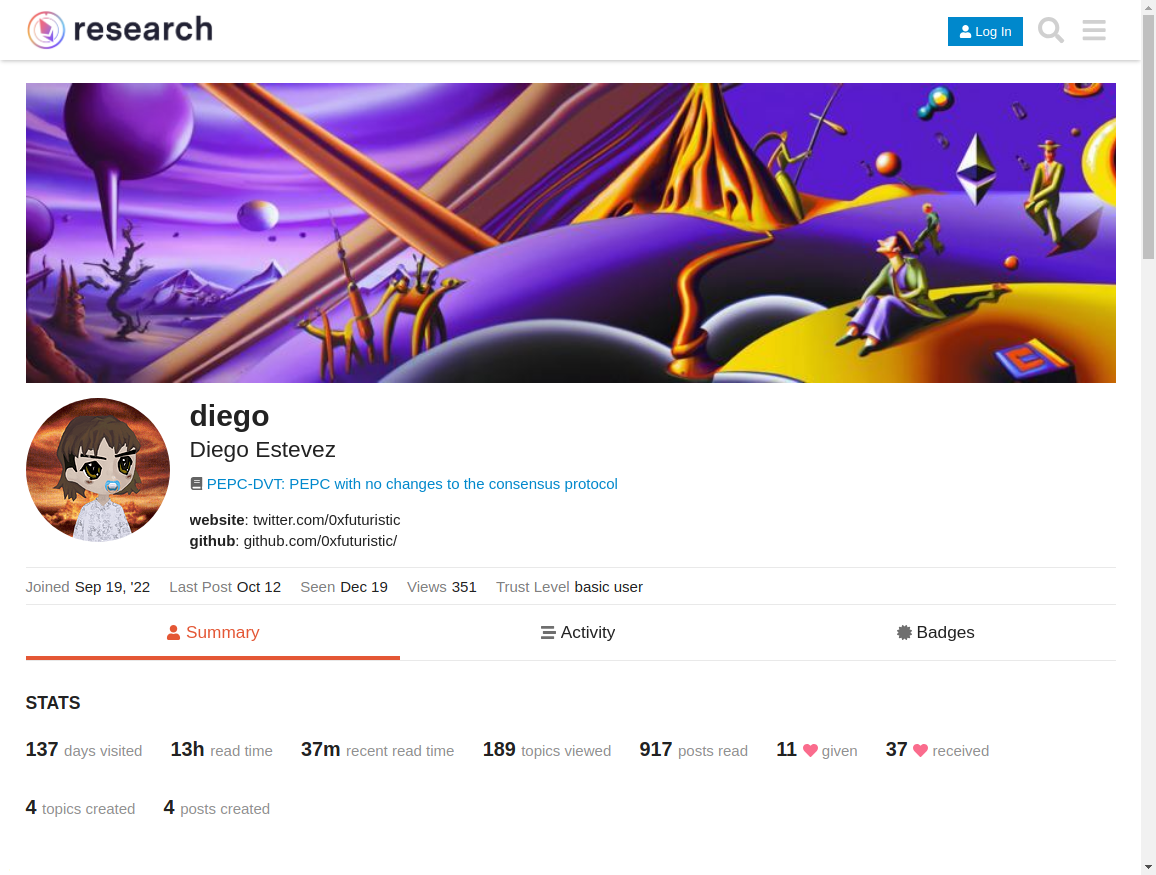 research
Log In
diego
Diego Estevez
PEPC-DVT: PEPC with no changes to the consensus protocol
website: twitter.com/0xfuturistic
github: github.com/0xfuturistic/
Joined Sep 19, '22 Last Post Oct 12 Seen Dec 19 Views 351 Trust Level basic user
Summary Activity Badges
STATS
137 days visited 13h read time 37m recent read time 189 topics viewed 917 posts read 11 given 37 received
4 topics created 4 posts created